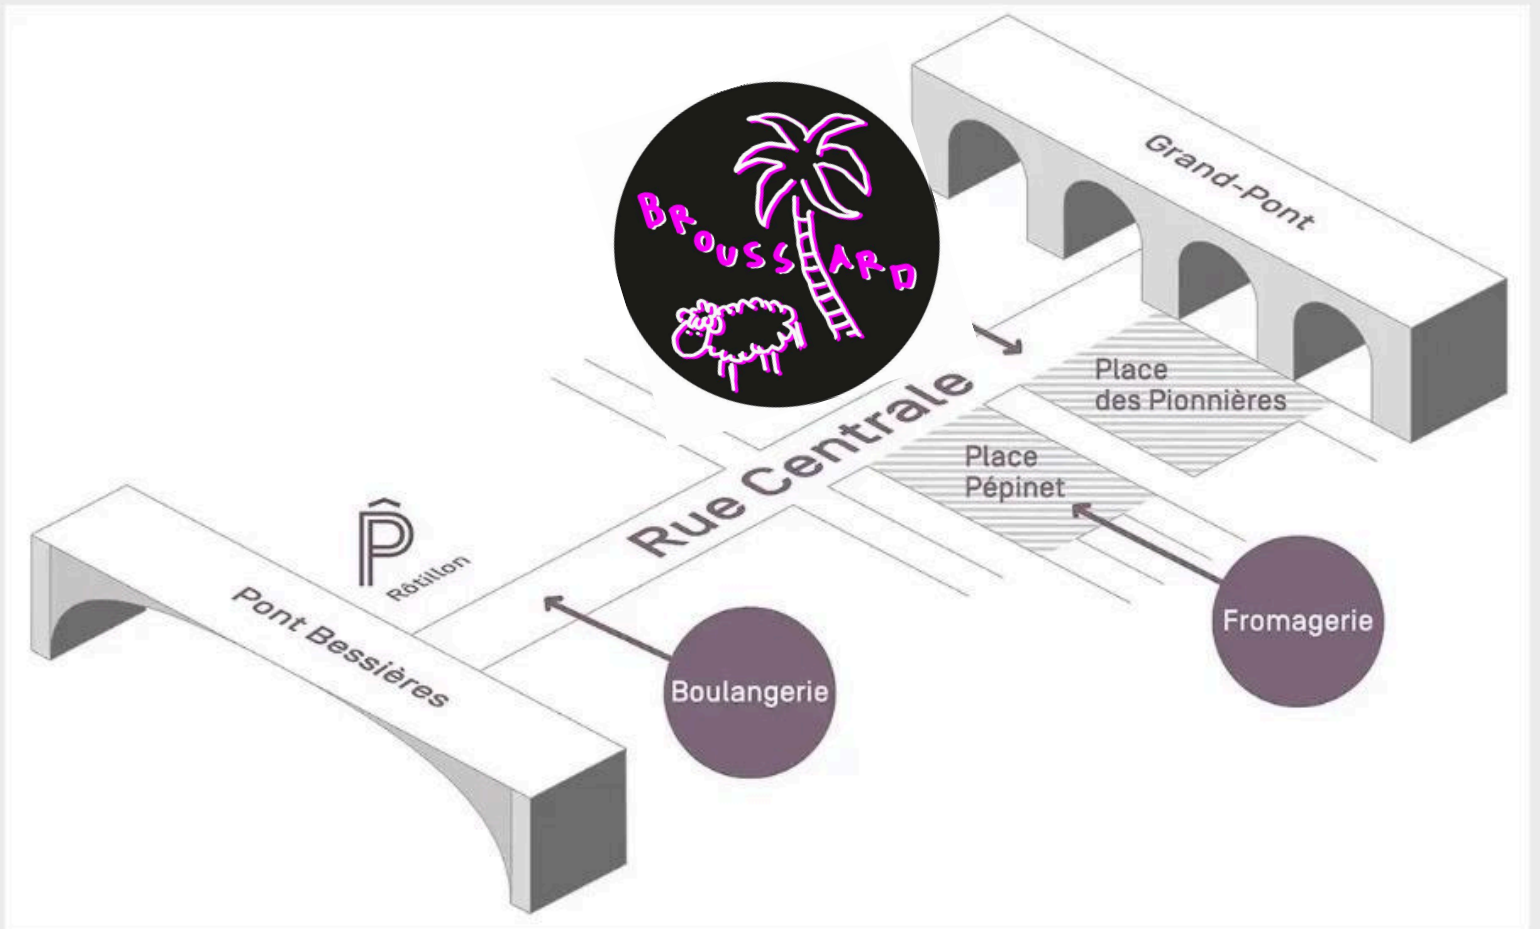 Grand-Pont
BROUSSARD
Place
des Pionnières
Rue Centrale
Place
Pépinet
P
Rôtillon
Pont Bessières
Fromagerie
Boulangerie